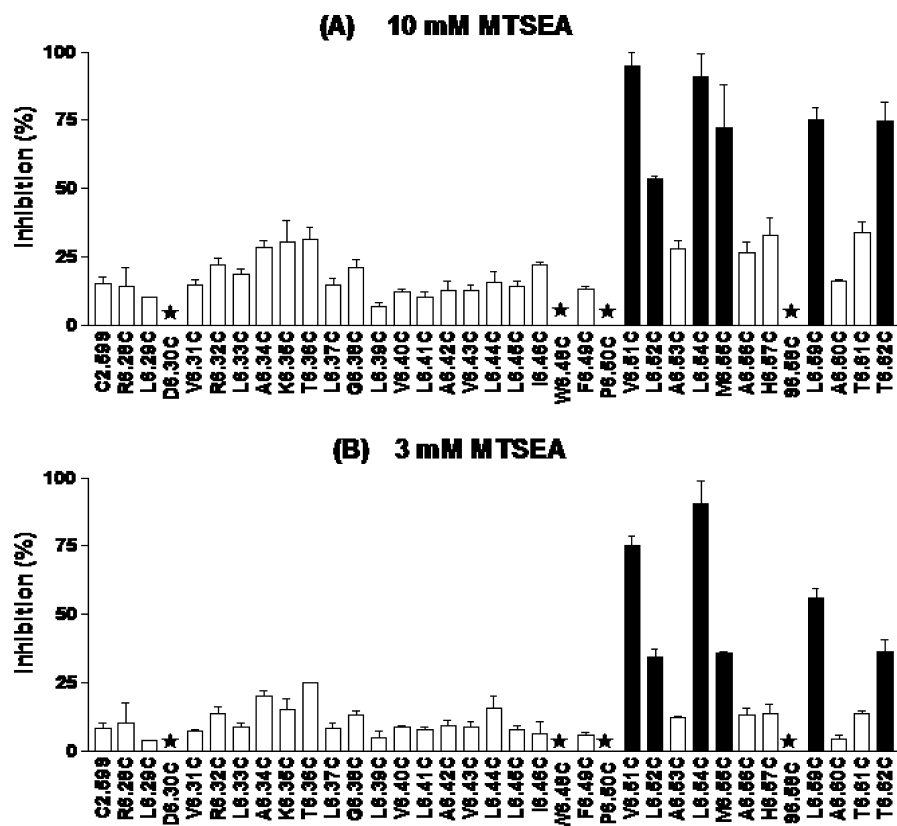 (A) 10 mM MTSEA
Inhibition (%)
100
75
50
25
0
C2.59S
R6.28C
L6.29C
D6.30C
V6.31C
R6.32C
L6.33C
A6.34C
K6.35C
T6.36C
L6.37C
G6.38C
L6.39C
V6.40C
L6.41C
A6.42C
V6.43C
L6.44C
L6.45C
I6.46C
W6.48C
F6.49C
P6.50C
V6.51C
L6.52C
A6.53C
L6.54C
M6.55C
A6.56C
H6.57C
S6.58C
L6.59C
A6.60C
T6.61C
T6.62C
(B) 3 mM MTSEA
Inhibition (%)
100
75
50
25
0
C2.59S
R6.28C
L6.29C
D6.30C
V6.31C
R6.32C
L6.33C
A6.34C
K6.35C
T6.36C
L6.37C
G6.38C
L6.39C
V6.40C
L6.41C
A6.42C
V6.43C
L6.44C
L6.45C
I6.46C
W6.48C
F6.49C
P6.50C
V6.51C
L6.52C
A6.53C
L6.54C
M6.55C
A6.56C
H6.57C
S6.58C
L6.59C
A6.60C
T6.61C
T6.62C